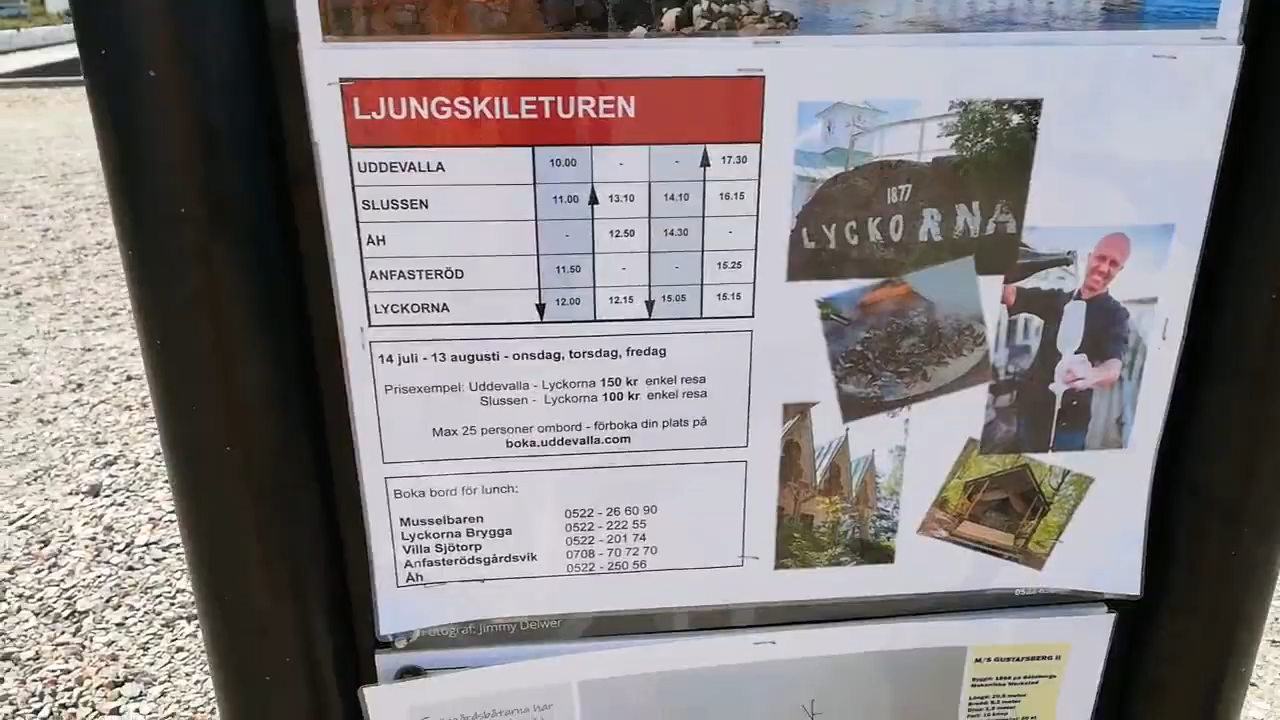 LJUNGSKILETUREN
UDDEVALLA 10.00 - - 17.30
SLUSSEN 11.00 13.10 14.10 16.15
ÅH - 12.50 14.30 -
ANFASTERÖD 11.50 - - 15.25
LYCKORNA 12.00 12.15 15.05 15.15
14 juli - 13 augusti - onsdag, torsdag, fredag
Prisexempel: Uddevalla - Lyckorna 150 kr enkel resa
Slussen - Lyckorna 100 kr enkel resa
Max 25 personer ombord - förboka din plats på
boka.uddevalla.com
Boka bord för lunch:
Musselbaren 0522 - 26 60 90
Lyckorna Brygga 0522 - 222 55
Villa Sjötorp 0522 - 201 74
Anfasterödsgårdsvik 0708 - 70 72 70
Åh 0522 - 250 56
1877
LYCKORNA
Fotograf: Jimmy Deiwer
M/S GUSTAFSBERG II